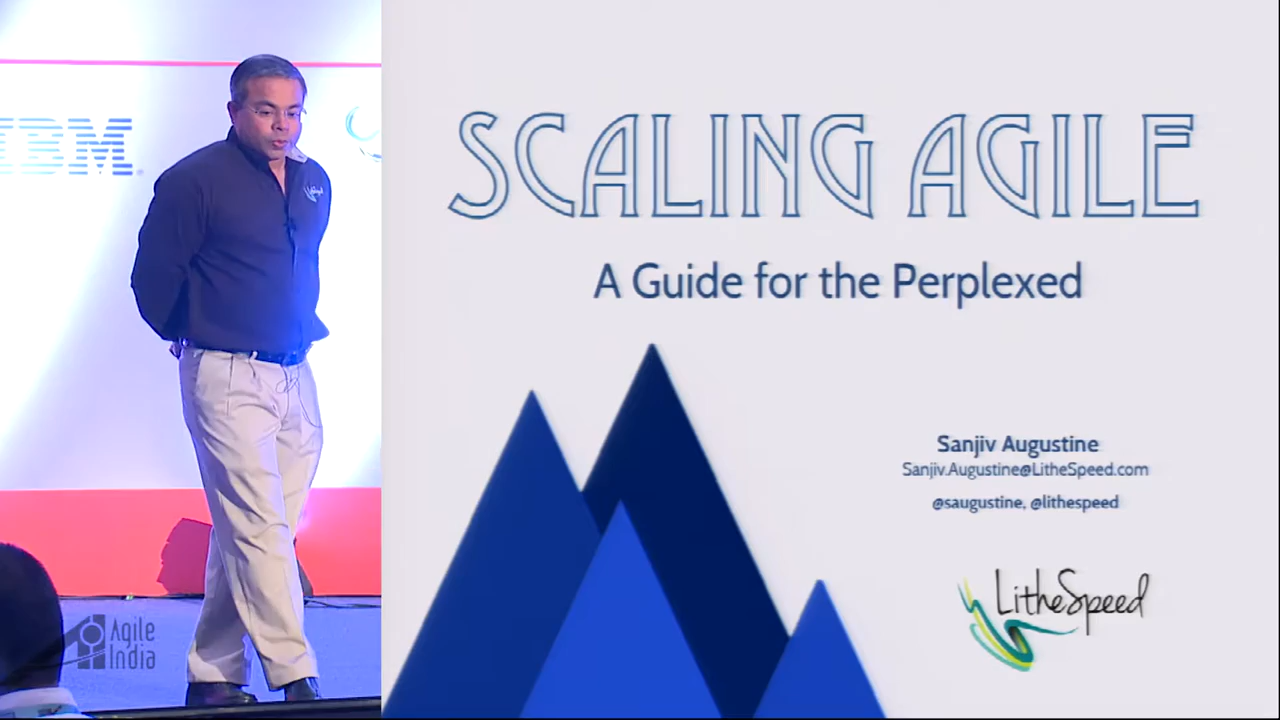 IBM
SCALING AGILE
A Guide for the Perplexed
Sanjiv Augustine
Sanjiv.Augustine@LitheSpeed.com
@saugustine, @lithespeed
LitheSpeed
Agile
India